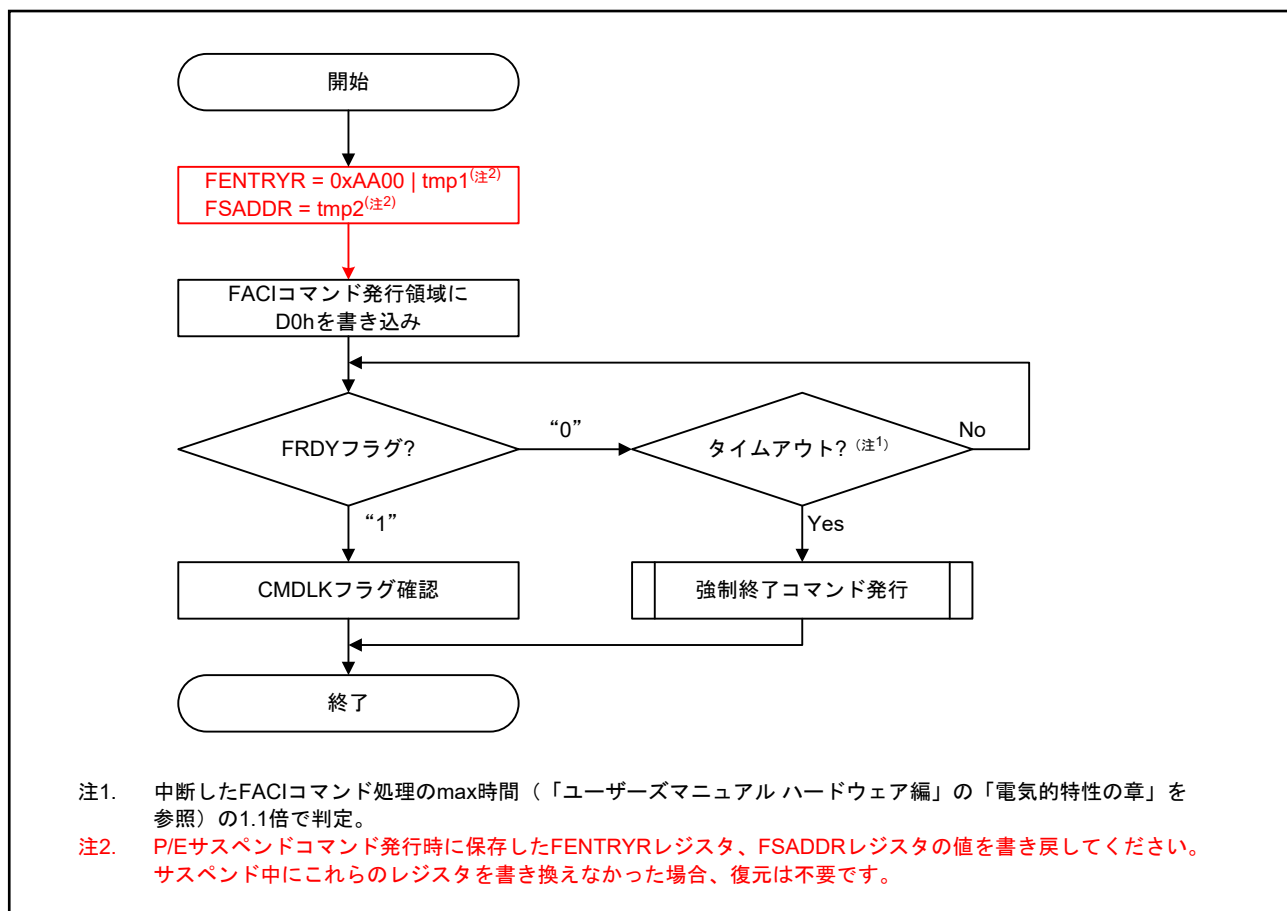 開始
FENTRYR = 0xAA00 | tmp1(注2)
FSADDR = tmp2(注2)
FACIコマンド発行領域に
D0hを書き込み
FRDYフラグ?
“0”
タイムアウト? (注1)
No
“1”
Yes
CMDLKフラグ確認
強制終了コマンド発行
終了
注1. 中断したFACIコマンド処理のmax時間（「ユーザーズマニュアル ハードウェア編」の「電気的特性の章」を
参照）の1.1倍で判定。
注2. P/Eサスペンドコマンド発行時に保存したFENTRYRレジスタ、FSADDRレジスタの値を書き戻してください。
サスペンド中にこれらのレジスタを書き換えなかった場合、復元は不要です。